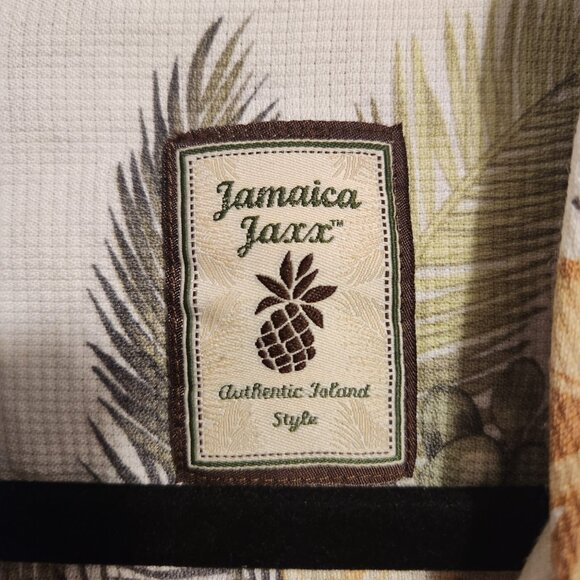 Jamaica
Jaxx™
Authentic Island
Style